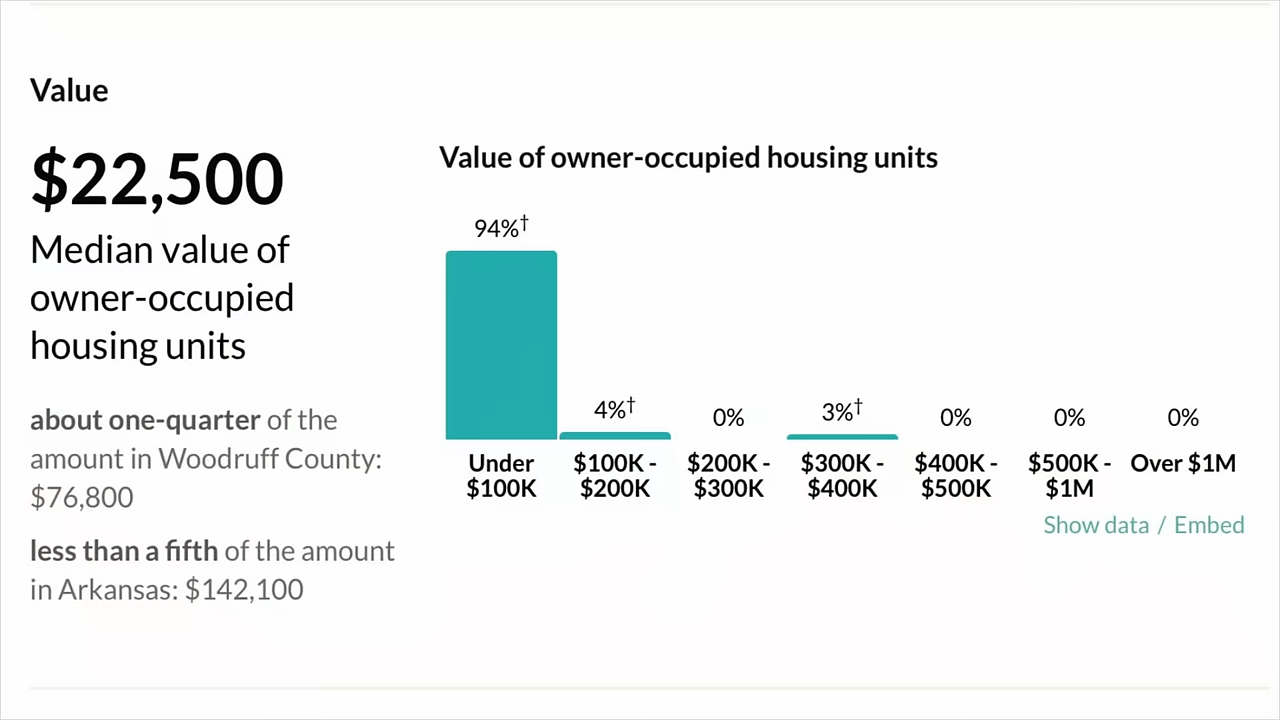 Value
$22,500
Median value of
owner-occupied
housing units
about one-quarter of the
amount in Woodruff County:
$76,800
less than a fifth of the amount
in Arkansas: $142,100
Value of owner-occupied housing units
94%† 4%† 0% 3%† 0% 0% 0%
Under $100K - $200K - $300K - $400K - $500K - Over $1M
$100K $200K $300K $400K $500K $1M
Show data / Embed